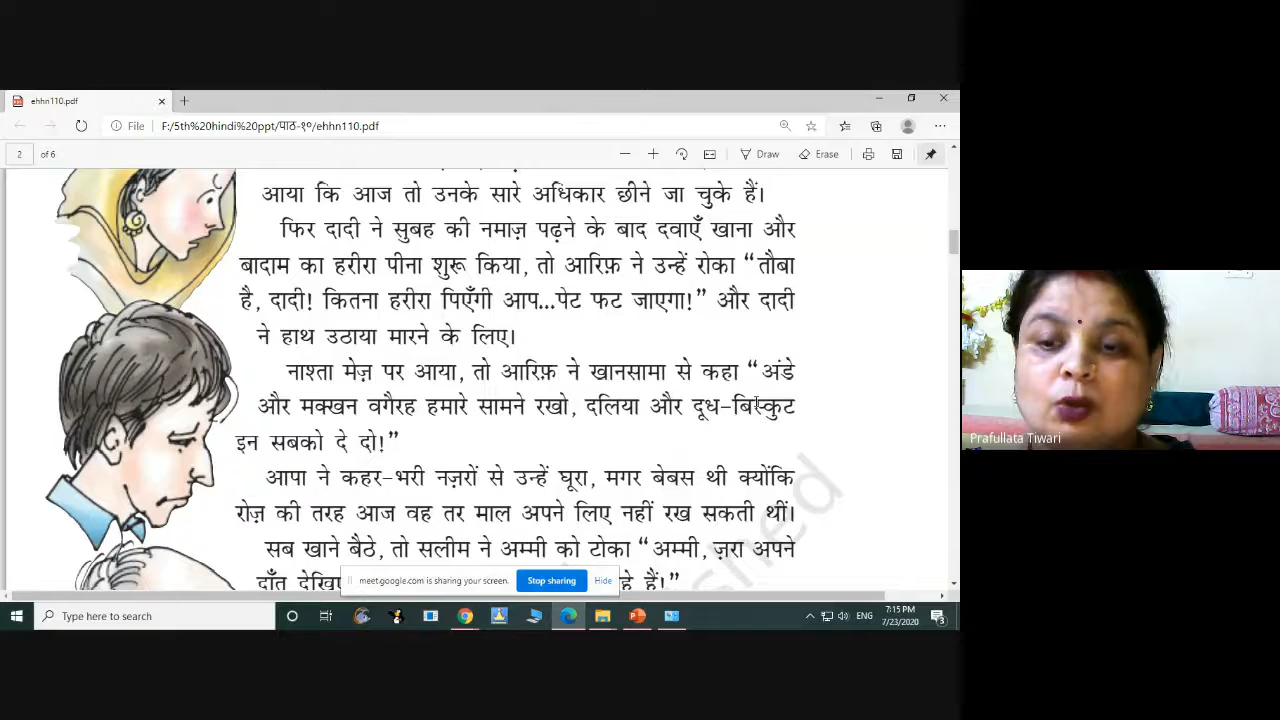 ehhn110.pdf
File F:/5th%20hindi%20ppt/पाठ-१०/ehhn110.pdf
2 of 6
Draw Erase
आया कि आज तो उनके सारे अधिकार छीने जा चुके हैं।
फिर दादी ने सुबह की नमाज़ पढ़ने के बाद दवाएँ खाना और
बादाम का हरीरा पीना शुरू किया, तो आरिफ़ ने उन्हें रोका “तौबा
है, दादी! कितना हरीरा पिएँगी आप...पेट फट जाएगा!” और दादी
ने हाथ उठाया मारने के लिए।
नाश्ता मेज़ पर आया, तो आरिफ़ ने खानसामा से कहा “अंडे
और मक्खन वगैरह हमारे सामने रखो, दलिया और दूध-बिस्कुट
इन सबको दे दो!”
आपा ने कहर-भरी नज़रों से उन्हें घूरा, मगर बेबस थी क्योंकि
रोज़ की तरह आज वह तर माल अपने लिए नहीं रख सकती थीं।
सब खाने बैठे, तो सलीम ने अम्मी को टोका “अम्मी, ज़रा अपने
दाँत देखि
हे हैं!”
shed
meet.google.com is sharing your screen. Stop sharing Hide
Prafullata Tiwari
Type here to search
ENG
7:15 PM
7/23/2020
3